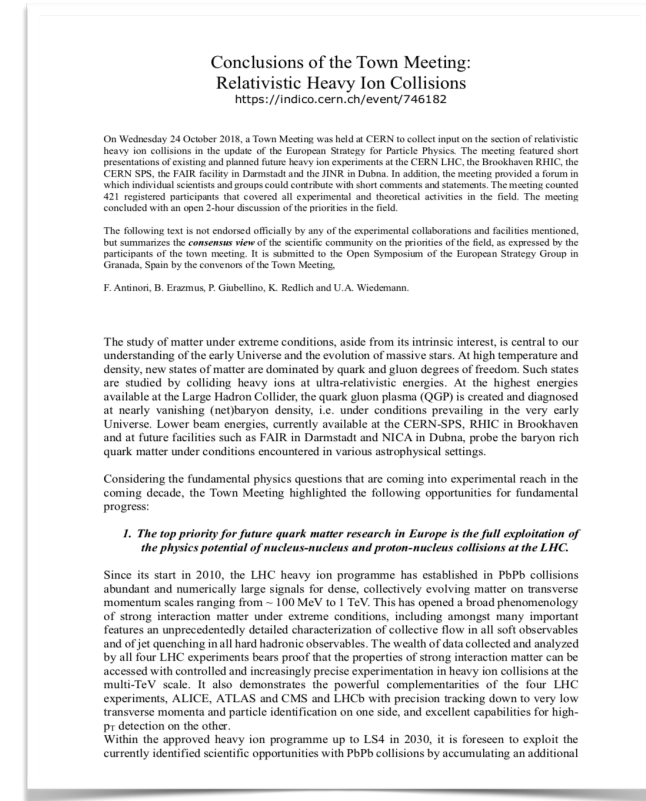 Conclusions of the Town Meeting:
Relativistic Heavy Ion Collisions
https://indico.cern.ch/event/746182
On Wednesday 24 October 2018, a Town Meeting was held at CERN to collect input on the section of relativistic
heavy ion collisions in the update of the European Strategy for Particle Physics. The meeting featured short
presentations of existing and planned future heavy ion experiments at the CERN LHC, the Brookhaven RHIC, the
CERN SPS, the FAIR facility in Darmstadt and the JINR in Dubna. In addition, the meeting provided a forum in
which individual scientists and groups could contribute with short comments and statements. The meeting counted
421 registered participants that covered all experimental and theoretical activities in the field. The meeting
concluded with an open 2-hour discussion of the priorities in the field.
The following text is not endorsed officially by any of the experimental collaborations and facilities mentioned,
but summarizes the consensus view of the scientific community on the priorities of the field, as expressed by the
participants of the town meeting. It is submitted to the Open Symposium of the European Strategy Group in
Granada, Spain by the convenors of the Town Meeting,
F. Antinori, B. Erazmus, P. Giubellino, K. Redlich and U.A. Wiedemann.
The study of matter under extreme conditions, aside from its intrinsic interest, is central to our
understanding of the early Universe and the evolution of massive stars. At high temperature and
density, new states of matter are dominated by quark and gluon degrees of freedom. Such states
are studied by colliding heavy ions at ultra-relativistic energies. At the highest energies
available at the Large Hadron Collider, the quark gluon plasma (QGP) is created and diagnosed
at nearly vanishing (net)baryon density, i.e. under conditions prevailing in the very early
Universe. Lower beam energies, currently available at the CERN-SPS, RHIC in Brookhaven
and at future facilities such as FAIR in Darmstadt and NICA in Dubna, probe the baryon rich
quark matter under conditions encountered in various astrophysical settings.
Considering the fundamental physics questions that are coming into experimental reach in the
coming decade, the Town Meeting highlighted the following opportunities for fundamental
progress:
1. The top priority for future quark matter research in Europe is the full exploitation of
the physics potential of nucleus-nucleus and proton-nucleus collisions at the LHC.
Since its start in 2010, the LHC heavy ion programme has established in PbPb collisions
abundant and numerically large signals for dense, collectively evolving matter on transverse
momentum scales ranging from ~ 100 MeV to 1 TeV. This has opened a broad phenomenology
of strong interaction matter under extreme conditions, including amongst many important
features an unprecedentedly detailed characterization of collective flow in all soft observables
and of jet quenching in all hard hadronic observables. The wealth of data collected and analyzed
by all four LHC experiments bears proof that the properties of strong interaction matter can be
accessed with controlled and increasingly precise experimentation in heavy ion collisions at the
multi-TeV scale. It also demonstrates the powerful complementarities of the four LHC
experiments, ALICE, ATLAS and CMS and LHCb with precision tracking down to very low
transverse momenta and particle identification on one side, and excellent capabilities for high-
pT detection on the other.
Within the approved heavy ion programme up to LS4 in 2030, it is foreseen to exploit the
currently identified scientific opportunities with PbPb collisions by accumulating an additional